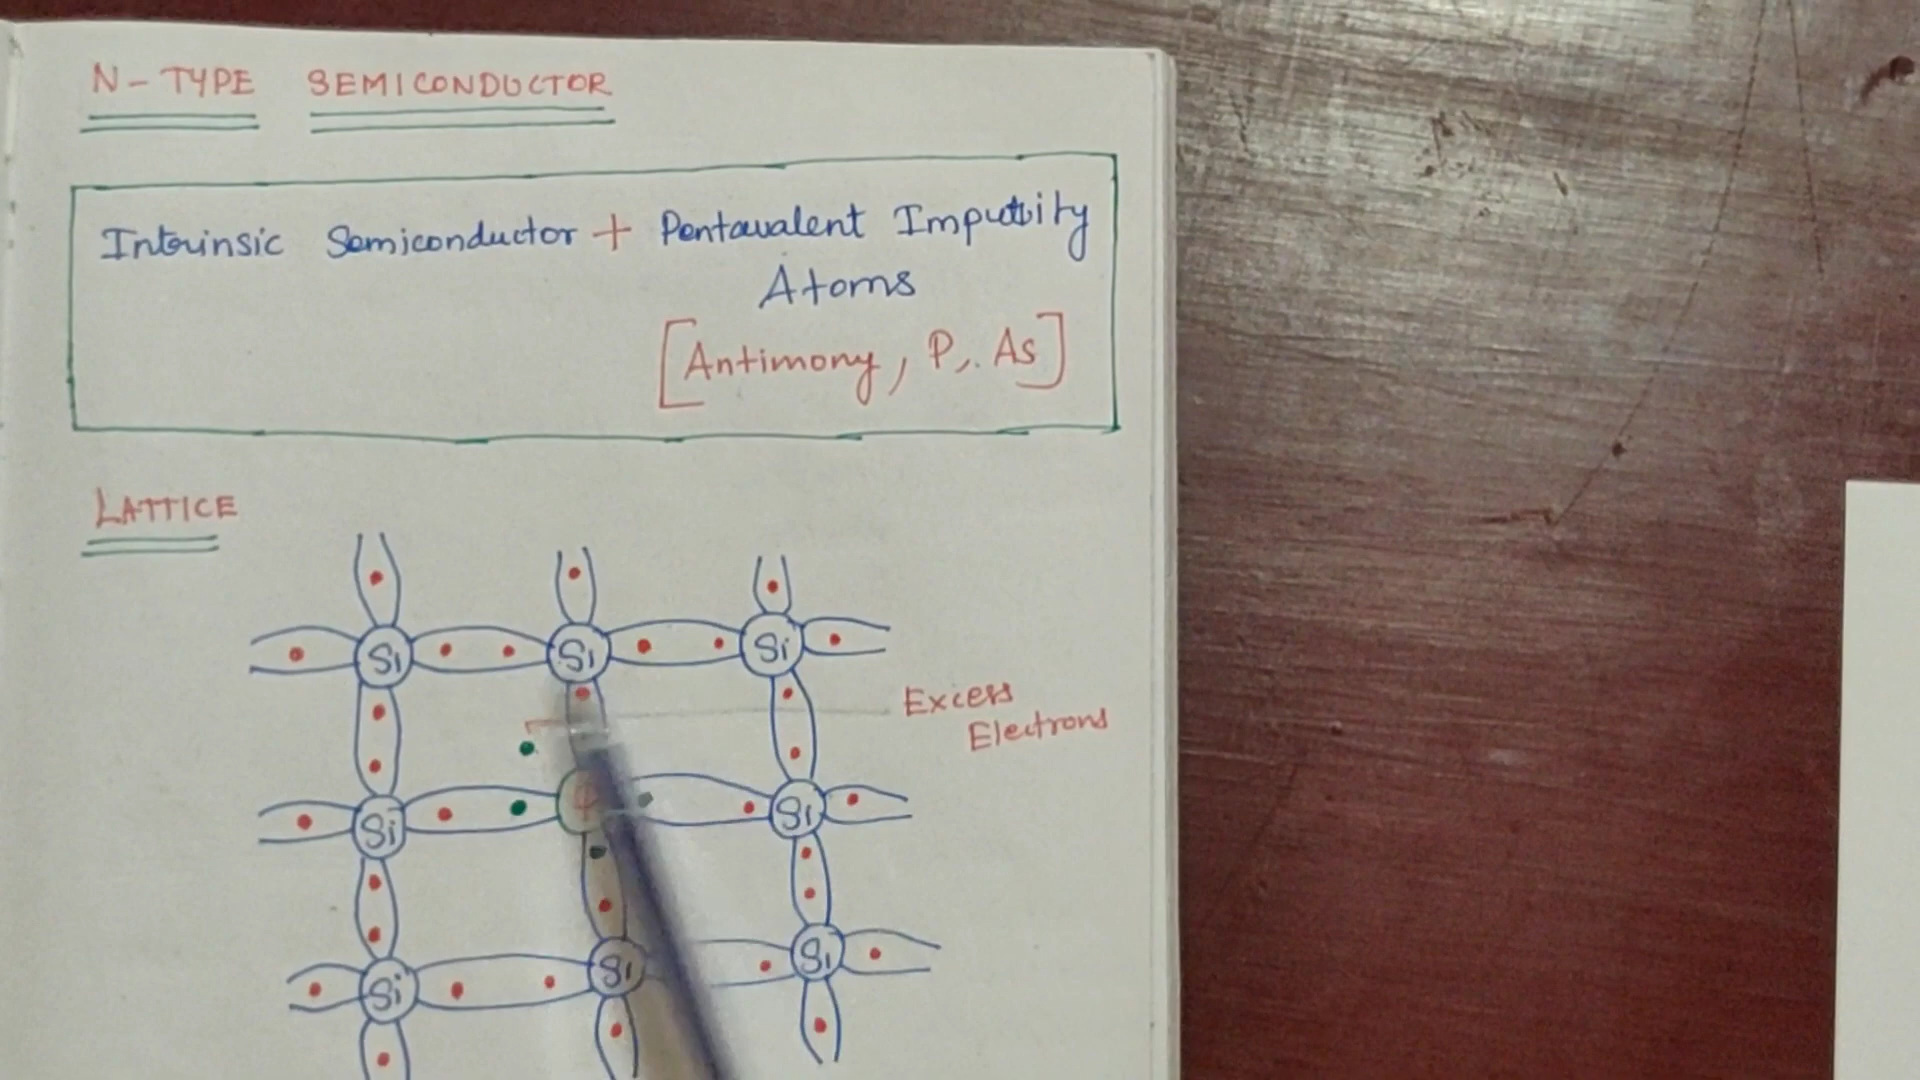 N-TYPE SEMICONDUCTOR
Intrinsic Semiconductor + Pentavalent Impurity
Atoms
[Antimony, P, As]
LATTICE
Si Si Si
Excess
Electrons
Si Si
Si Si Si